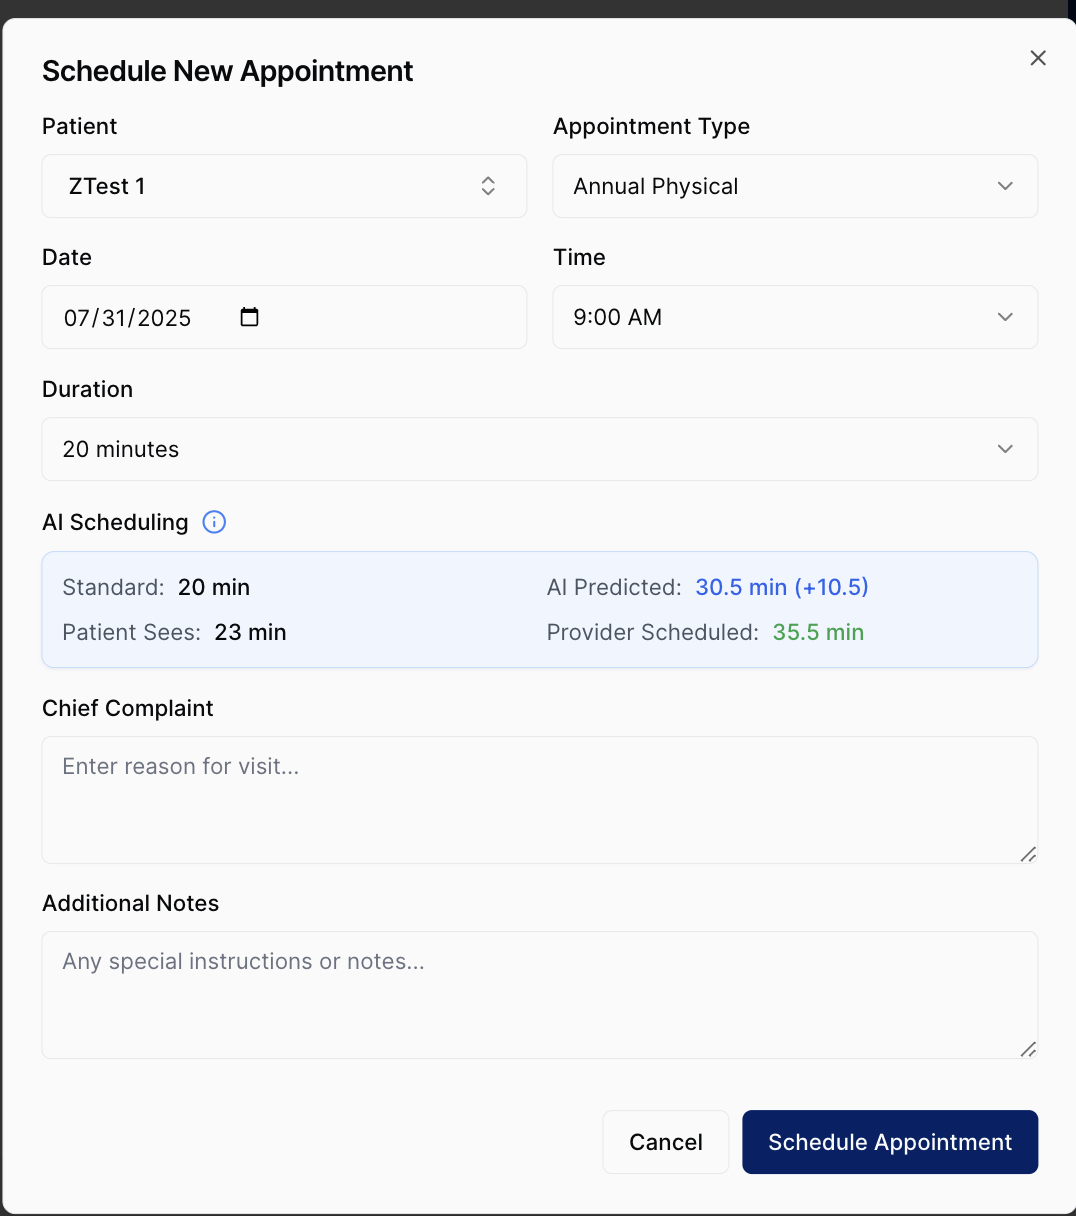 Schedule New Appointment
Patient
Appointment Type
ZTest 1
Annual Physical
Date
Time
07/31/2025
9:00 AM
Duration
20 minutes
AI Scheduling
Standard: 20 min
AI Predicted: 30.5 min (+10.5)
Patient Sees: 23 min
Provider Scheduled: 35.5 min
Chief Complaint
Enter reason for visit...
Additional Notes
Any special instructions or notes...
Cancel
Schedule Appointment